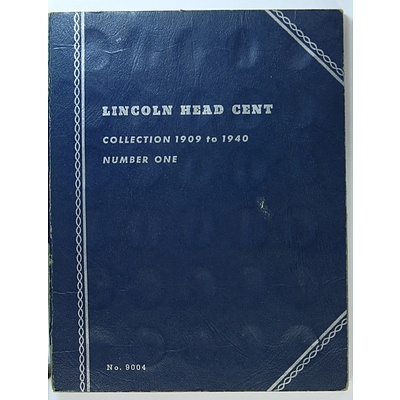 LINCOLN HEAD CENT
COLLECTION 1909 to 1940
NUMBER ONE
No. 9004